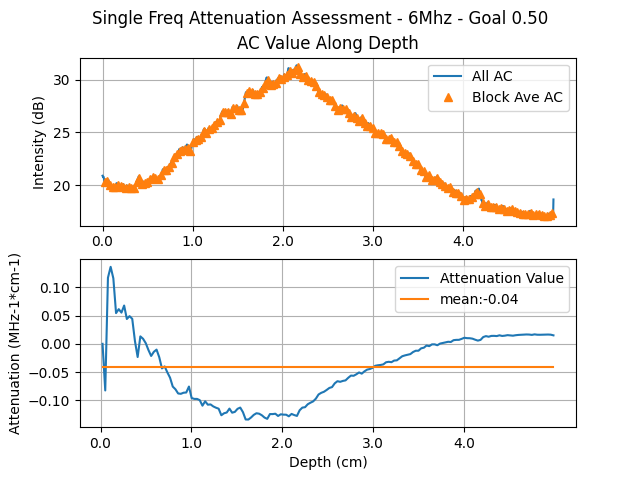 Single Freq Attenuation Assessment - 6Mhz - Goal 0.50
AC Value Along Depth
30
25
20
Intensity (dB)
All AC
Block Ave AC
0.0 1.0 2.0 3.0 4.0
0.10
0.05
0.00
−0.05
−0.10
Attenuation (MHz-1*cm-1)
Attenuation Value
mean:-0.04
0.0 1.0 2.0 3.0 4.0
Depth (cm)